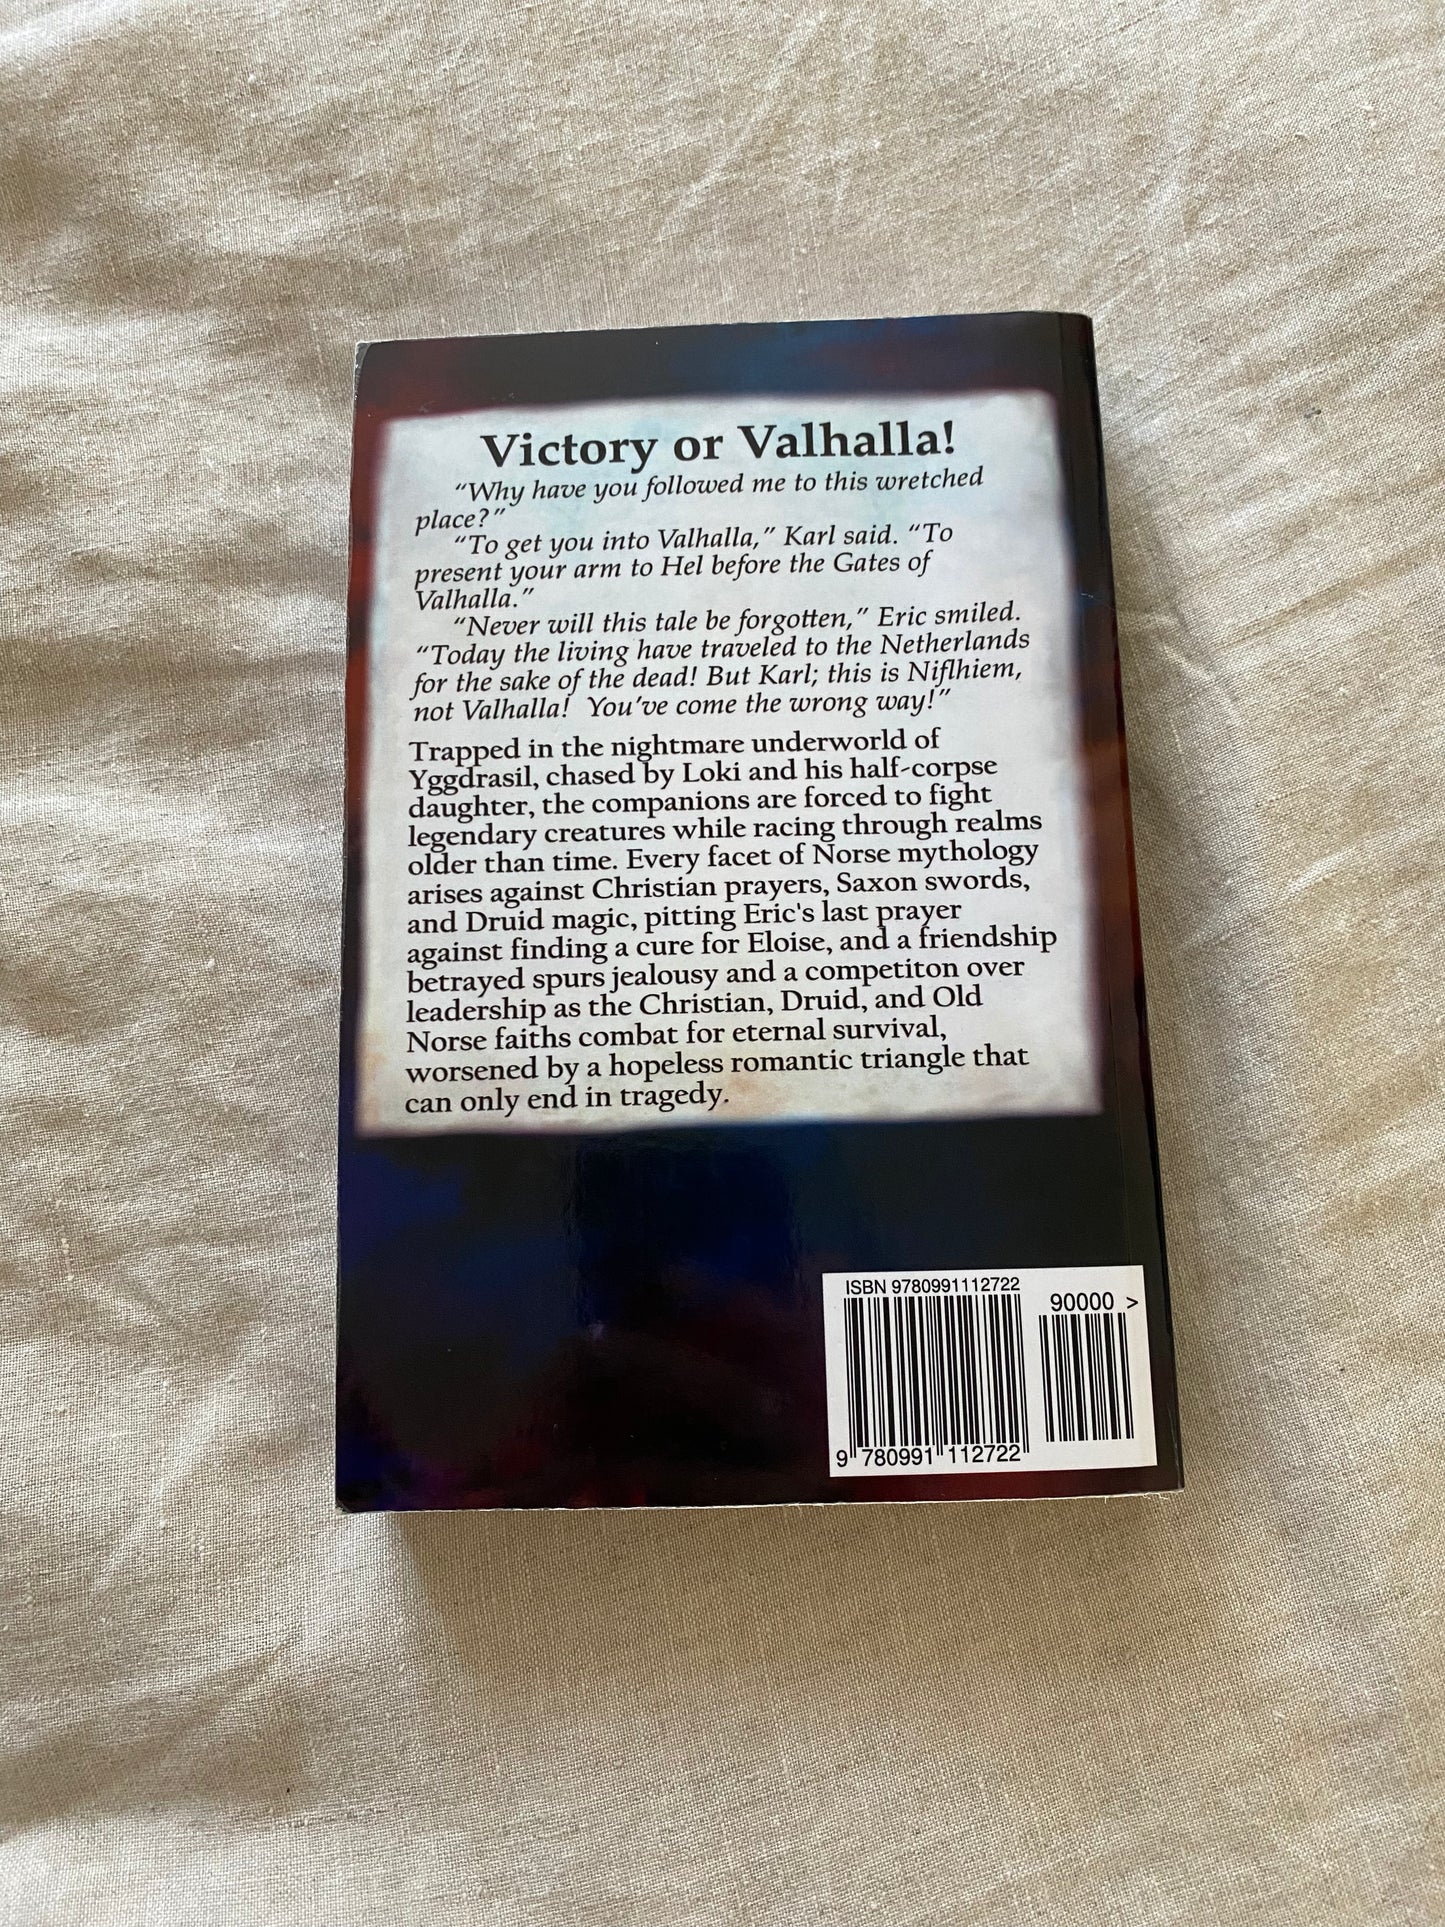 Victory or Valhalla!
“Why have you followed me to this wretched
place?”
“To get you into Valhalla,” Karl said. “To
present your arm to Hel before the Gates of
Valhalla.”
“Never will this tale be forgotten,” Eric smiled.
“Today the living have traveled to the Netherlands
for the sake of the dead! But Karl; this is Niflhiem,
not Valhalla! You've come the wrong way!”
Trapped in the nightmare underworld of
Yggdrasil, chased by Loki and his half-corpse
daughter, the companions are forced to fight
legendary creatures while racing through realms
older than time. Every facet of Norse mythology
arises against Christian prayers, Saxon swords,
and Druid magic, pitting Eric's last prayer
against finding a cure for Eloise, and a friendship
betrayed spurs jealousy and a competiton over
leadership as the Christian, Druid, and Old
Norse faiths combat for eternal survival,
worsened by a hopeless romantic triangle that
can only end in tragedy.
ISBN 9780991112722
90000 >
9 780991 112722